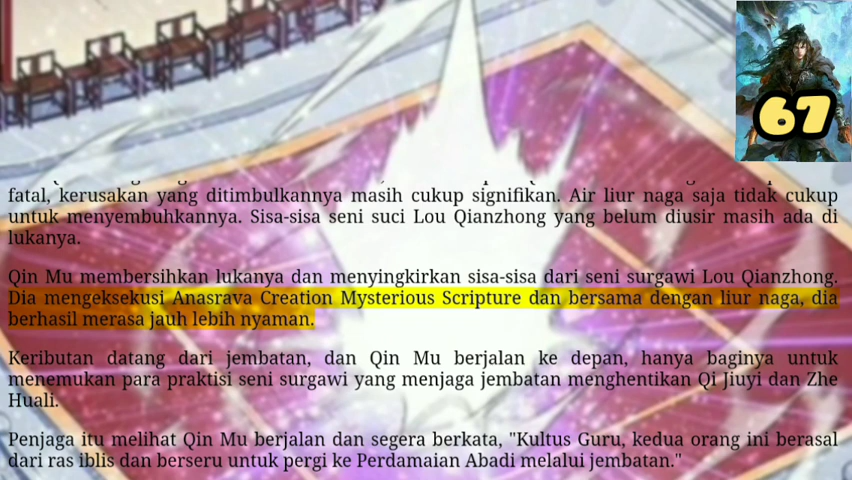 67
fatal, kerusakan yang ditimbulkannya masih cukup signifikan. Air liur naga saja tidak cukup
untuk menyembuhkannya. Sisa-sisa seni suci Lou Qianzhong yang belum diusir masih ada di
lukanya.
Qin Mu membersihkan lukanya dan menyingkirkan sisa-sisa dari seni surgawi Lou Qianzhong.
Dia mengeksekusi Anasrava Creation Mysterious Scripture dan bersama dengan liur naga, dia
berhasil merasa jauh lebih nyaman.
Keributan datang dari jembatan, dan Qin Mu berjalan ke depan, hanya baginya untuk
menemukan para praktisi seni surgawi yang menjaga jembatan menghentikan Qi Jiuyi dan Zhe
Huali.
Penjaga itu melihat Qin Mu berjalan dan segera berkata, "Kultus Guru, kedua orang ini berasal
dari ras iblis dan berseru untuk pergi ke Perdamaian Abadi melalui jembatan."